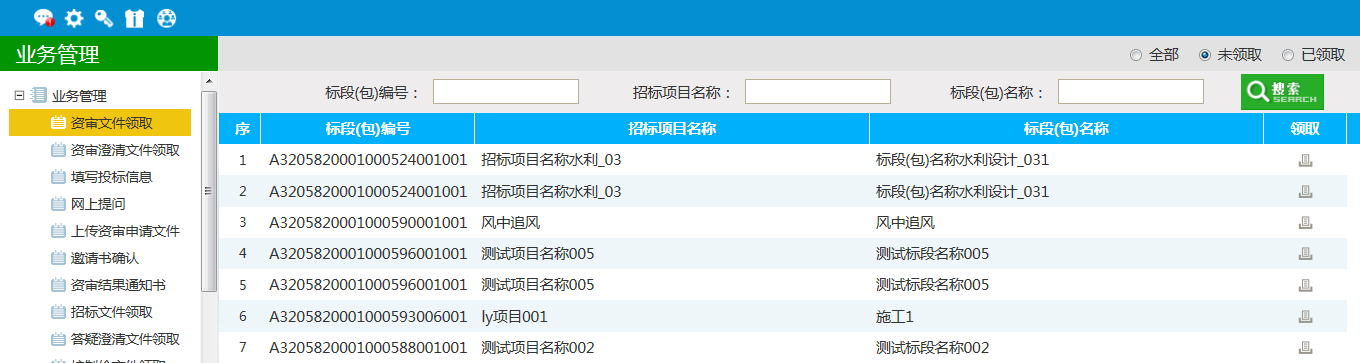 业务管理
全部 未领取 已领取
业务管理
资审文件领取
资审澄清文件领取
填写投标信息
网上提问
上传资审申请文件
邀请书确认
资审结果通知书
招标文件领取
答疑澄清文件领取
标段(包)编号： 招标项目名称： 标段(包)名称： 搜索 SEARCH
序 标段(包)编号 招标项目名称 标段(包)名称 领取
1 A3205820001000524001001 招标项目名称水利_03 标段(包)名称水利设计_031
2 A3205820001000524001001 招标项目名称水利_03 标段(包)名称水利设计_031
3 A3205820001000590001001 风中追风 风中追风
4 A3205820001000596001001 测试项目名称005 测试标段名称005
5 A3205820001000596001001 测试项目名称005 测试标段名称005
6 A3205820001000593006001 ly项目001 施工1
7 A3205820001000588001001 测试项目名称002 测试标段名称002